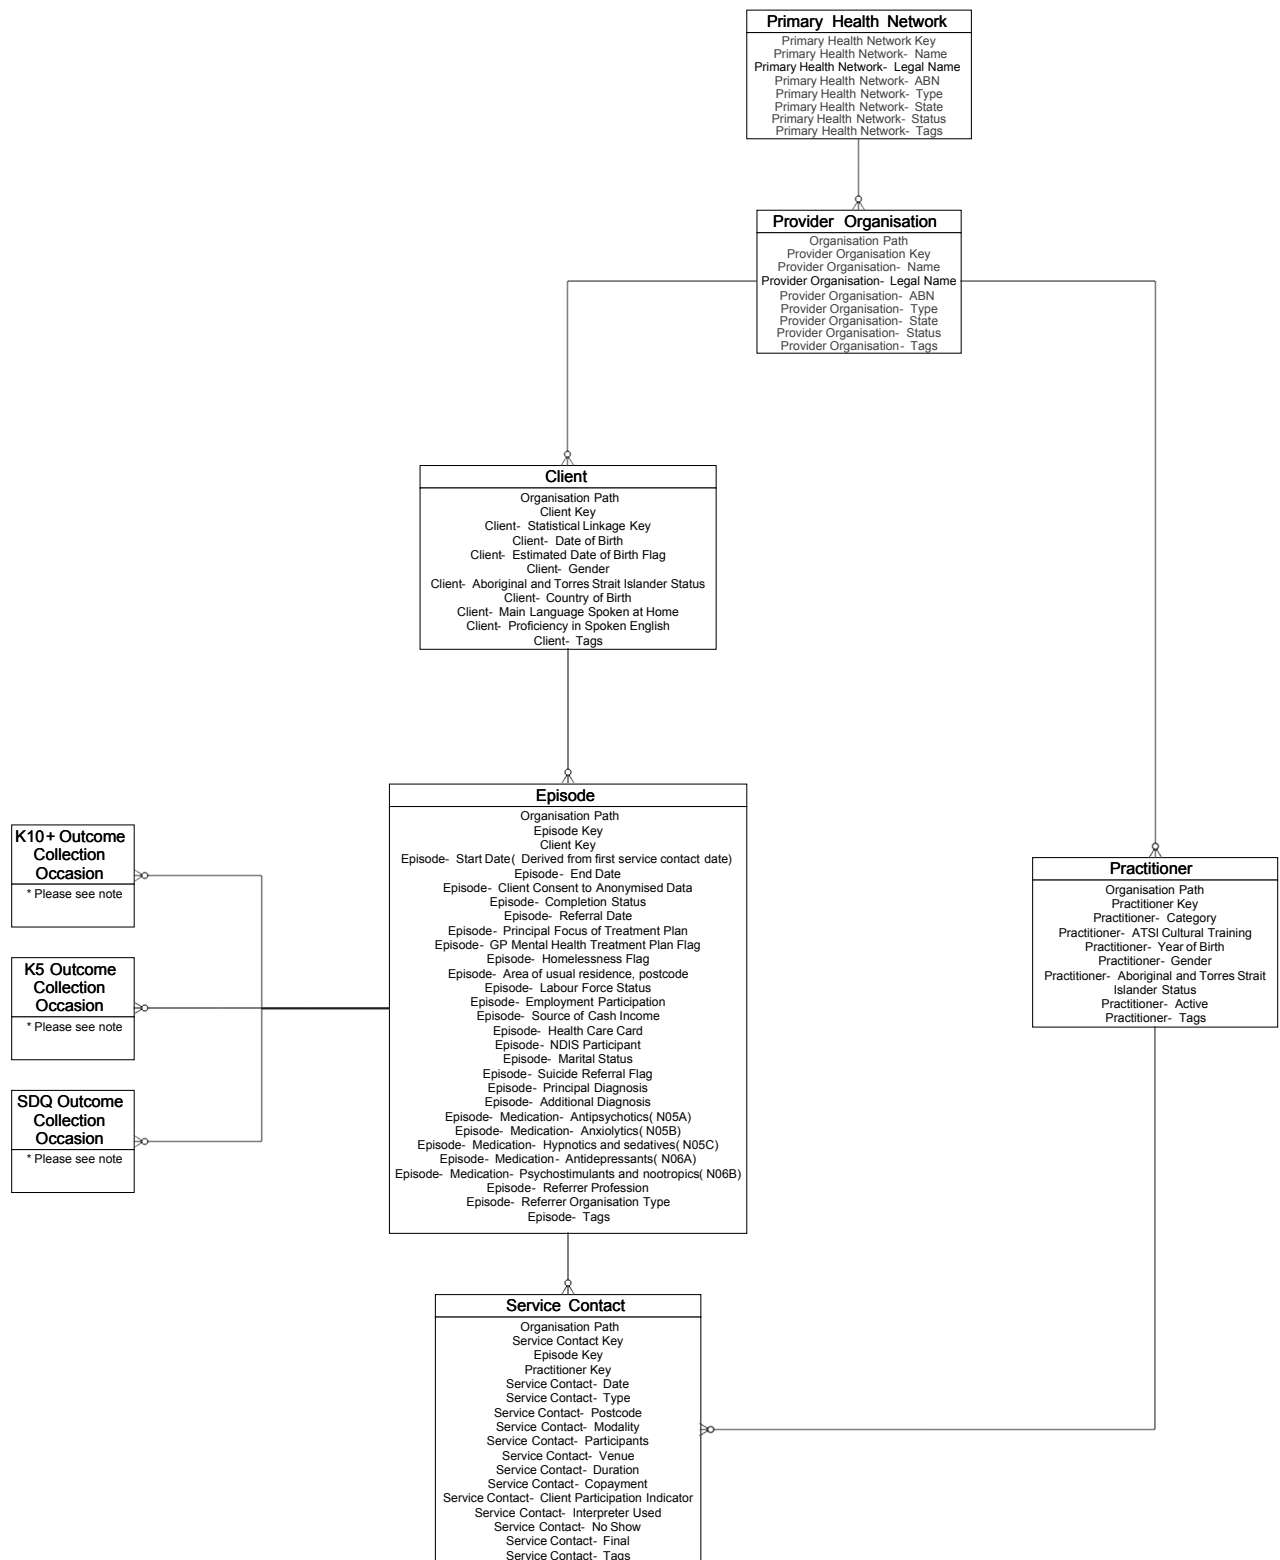 Primary Health Network
Primary Health Network Key
Primary Health Network- Name
Primary Health Network- Legal Name
Primary Health Network- ABN
Primary Health Network- Type
Primary Health Network- State
Primary Health Network- Status
Primary Health Network- Tags
Provider Organisation
Organisation Path
Provider Organisation Key
Provider Organisation- Name
Provider Organisation- Legal Name
Provider Organisation- ABN
Provider Organisation- Type
Provider Organisation- State
Provider Organisation- Status
Provider Organisation- Tags
Client
Organisation Path
Client Key
Client- Statistical Linkage Key
Client- Date of Birth
Client- Estimated Date of Birth Flag
Client- Gender
Client- Aboriginal and Torres Strait Islander Status
Client- Country of Birth
Client- Main Language Spoken at Home
Client- Proficiency in Spoken English
Client- Tags
Episode
Organisation Path
Episode Key
Client Key
Episode- Start Date( Derived from first service contact date)
Episode- End Date
Episode- Client Consent to Anonymised Data
Episode- Completion Status
Episode- Referral Date
Episode- Principal Focus of Treatment Plan
Episode- GP Mental Health Treatment Plan Flag
Episode- Homelessness Flag
Episode- Area of usual residence, postcode
Episode- Labour Force Status
Episode- Employment Participation
Episode- Source of Cash Income
Episode- Health Care Card
Episode- NDIS Participant
Episode- Marital Status
Episode- Suicide Referral Flag
Episode- Principal Diagnosis
Episode- Additional Diagnosis
Episode- Medication- Antipsychotics( N05A)
Episode- Medication- Anxiolytics( N05B)
Episode- Medication- Hypnotics and sedatives( N05C)
Episode- Medication- Antidepressants( N06A)
Episode- Medication- Psychostimulants and nootropics( N06B)
Episode- Referrer Profession
Episode- Referrer Organisation Type
Episode- Tags
K10+ Outcome
Collection
Occasion
* Please see note
K5 Outcome
Collection
Occasion
* Please see note
SDQ Outcome
Collection
Occasion
* Please see note
Practitioner
Organisation Path
Practitioner Key
Practitioner- Category
Practitioner- ATSI Cultural Training
Practitioner- Year of Birth
Practitioner- Gender
Practitioner- Aboriginal and Torres Strait
Islander Status
Practitioner- Active
Practitioner- Tags
Service Contact
Organisation Path
Service Contact Key
Episode Key
Practitioner Key
Service Contact- Date
Service Contact- Type
Service Contact- Postcode
Service Contact- Modality
Service Contact- Participants
Service Contact- Venue
Service Contact- Duration
Service Contact- Copayment
Service Contact- Client Participation Indicator
Service Contact- Interpreter Used
Service Contact- No Show
Service Contact- Final
Service Contact- Tags